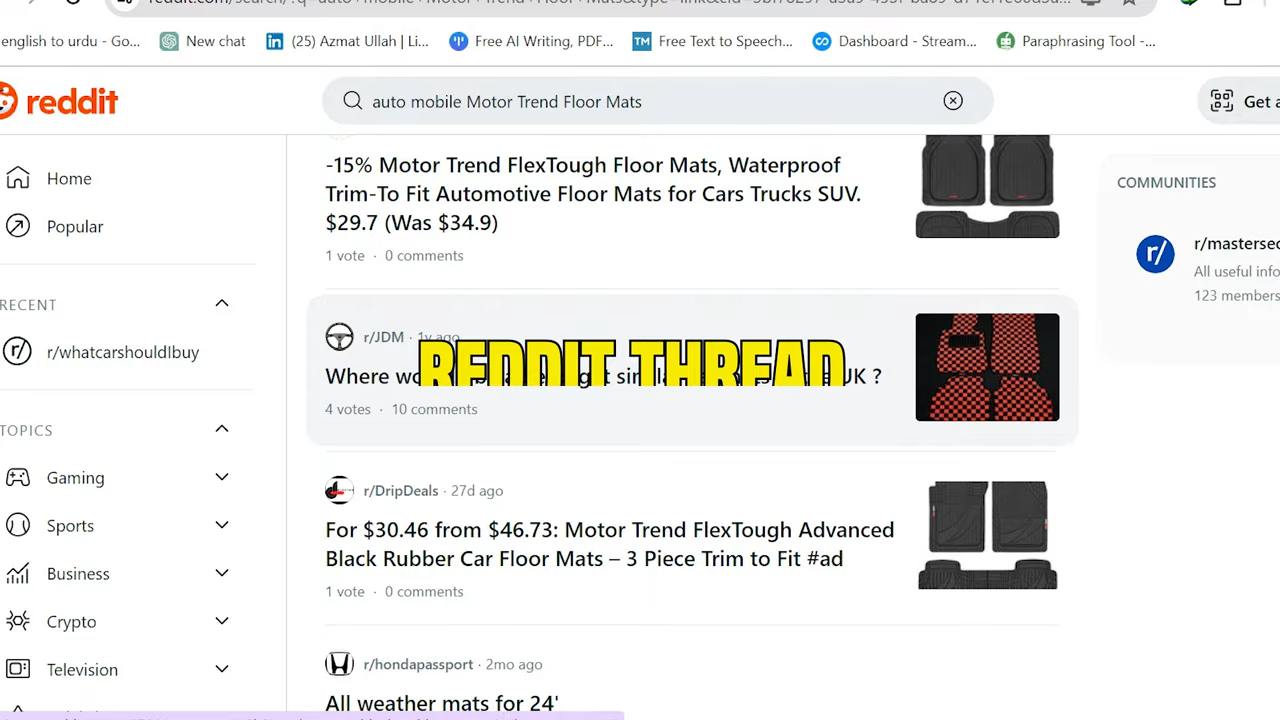 english to urdu - Go...
New chat
(25) Azmat Ullah | Li...
Free AI Writing, PDF...
TM
Free Text to Speech...
Dashboard - Stream...
Paraphrasing Tool -...
reddit
auto mobile Motor Trend Floor Mats
Get a
Home
Popular
RECENT
r/whatcarshouldIbuy
TOPICS
Gaming
Sports
Business
Crypto
Television
-15% Motor Trend FlexTough Floor Mats, Waterproof
Trim-To Fit Automotive Floor Mats for Cars Trucks SUV.
$29.7 (Was $34.9)
1 vote · 0 comments
r/JDM · 1y ago
REDDIT THREAD
Where
UK ?
4 votes · 10 comments
r/DripDeals · 27d ago
For $30.46 from $46.73: Motor Trend FlexTough Advanced
Black Rubber Car Floor Mats – 3 Piece Trim to Fit #ad
1 vote · 0 comments
r/hondapassport · 2mo ago
All weather mats for 24'
COMMUNITIES
r/
r/mastersec
All useful info
123 members